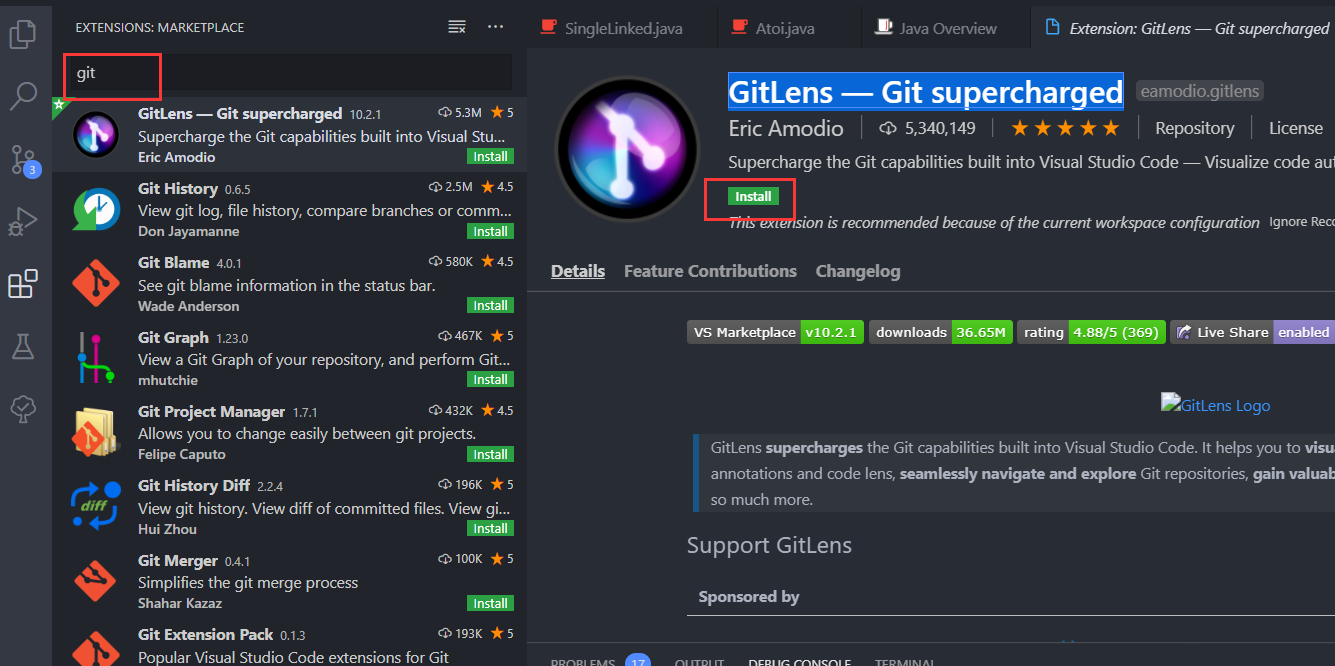 EXTENSIONS: MARKETPLACE
git
GitLens — Git supercharged 10.2.1 5.3M 5
Supercharge the Git capabilities built into Visual Stu...
Eric Amodio Install
Git History 0.6.5 2.5M 4.5
View git log, file history, compare branches or comm...
Don Jayamanne Install
Git Blame 4.0.1 580K 4.5
See git blame information in the status bar.
Wade Anderson Install
Git Graph 1.23.0 467K 5
View a Git Graph of your repository, and perform Git...
mhutchie Install
Git Project Manager 1.7.1 432K 4.5
Allows you to change easily between git projects.
Felipe Caputo Install
Git History Diff 2.2.4 196K 5
View git history. View diff of committed files. View gi...
Hui Zhou Install
diff
Git Merger 0.4.1 100K 5
Simplifies the git merge process
Shahar Kazaz Install
Git Extension Pack 0.1.3 193K 5
Popular Visual Studio Code extensions for Git
3
SingleLinked.java Atoi.java Java Overview Extension: GitLens — Git supercharged
GitLens — Git supercharged eamodio.gitlens
Eric Amodio 5,340,149 Repository License
Supercharge the Git capabilities built into Visual Studio Code — Visualize code aut
Install
This extension is recommended because of the current workspace configuration Ignore Reco
Details Feature Contributions Changelog
VS Marketplace v10.2.1 downloads 36.65M rating 4.88/5 (369) Live Share enabled
GitLens Logo
GitLens supercharges the Git capabilities built into Visual Studio Code. It helps you to visu
annotations and code lens, seamlessly navigate and explore Git repositories, gain valuab
so much more.
Support GitLens
Sponsored by
PROBLEMS 17 OUTPUT DEBUG CONSOLE TERMINAL